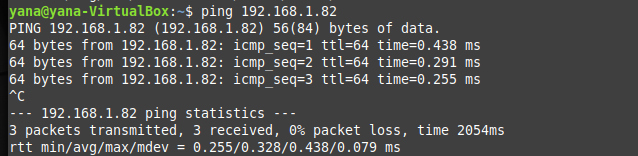 yana@yana-VirtualBox:~$ ping 192.168.1.82
PING 192.168.1.82 (192.168.1.82) 56(84) bytes of data.
64 bytes from 192.168.1.82: icmp_seq=1 ttl=64 time=0.438 ms
64 bytes from 192.168.1.82: icmp_seq=2 ttl=64 time=0.291 ms
64 bytes from 192.168.1.82: icmp_seq=3 ttl=64 time=0.255 ms
^C
--- 192.168.1.82 ping statistics ---
3 packets transmitted, 3 received, 0% packet loss, time 2054ms
rtt min/avg/max/mdev = 0.255/0.328/0.438/0.079 ms